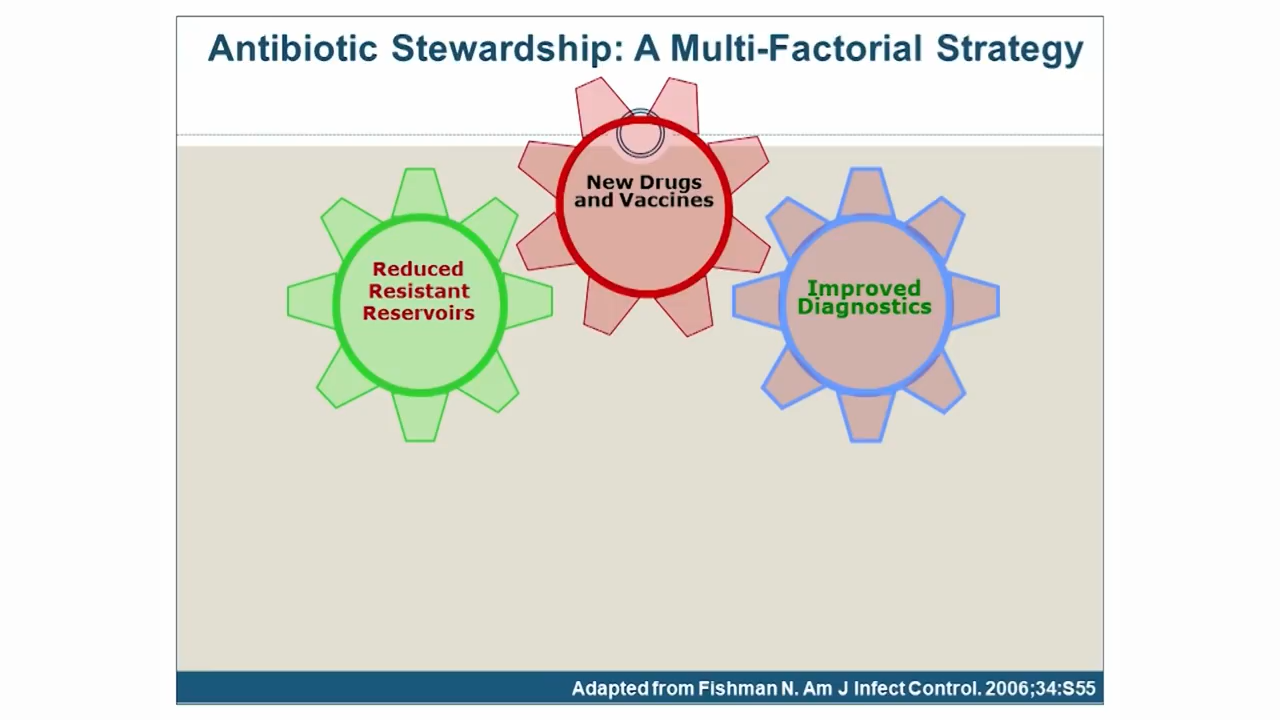 Antibiotic Stewardship: A Multi-Factorial Strategy
New Drugs
and Vaccines
Reduced
Resistant
Reservoirs
Improved
Diagnostics
Adapted from Fishman N. Am J Infect Control. 2006;34:S55